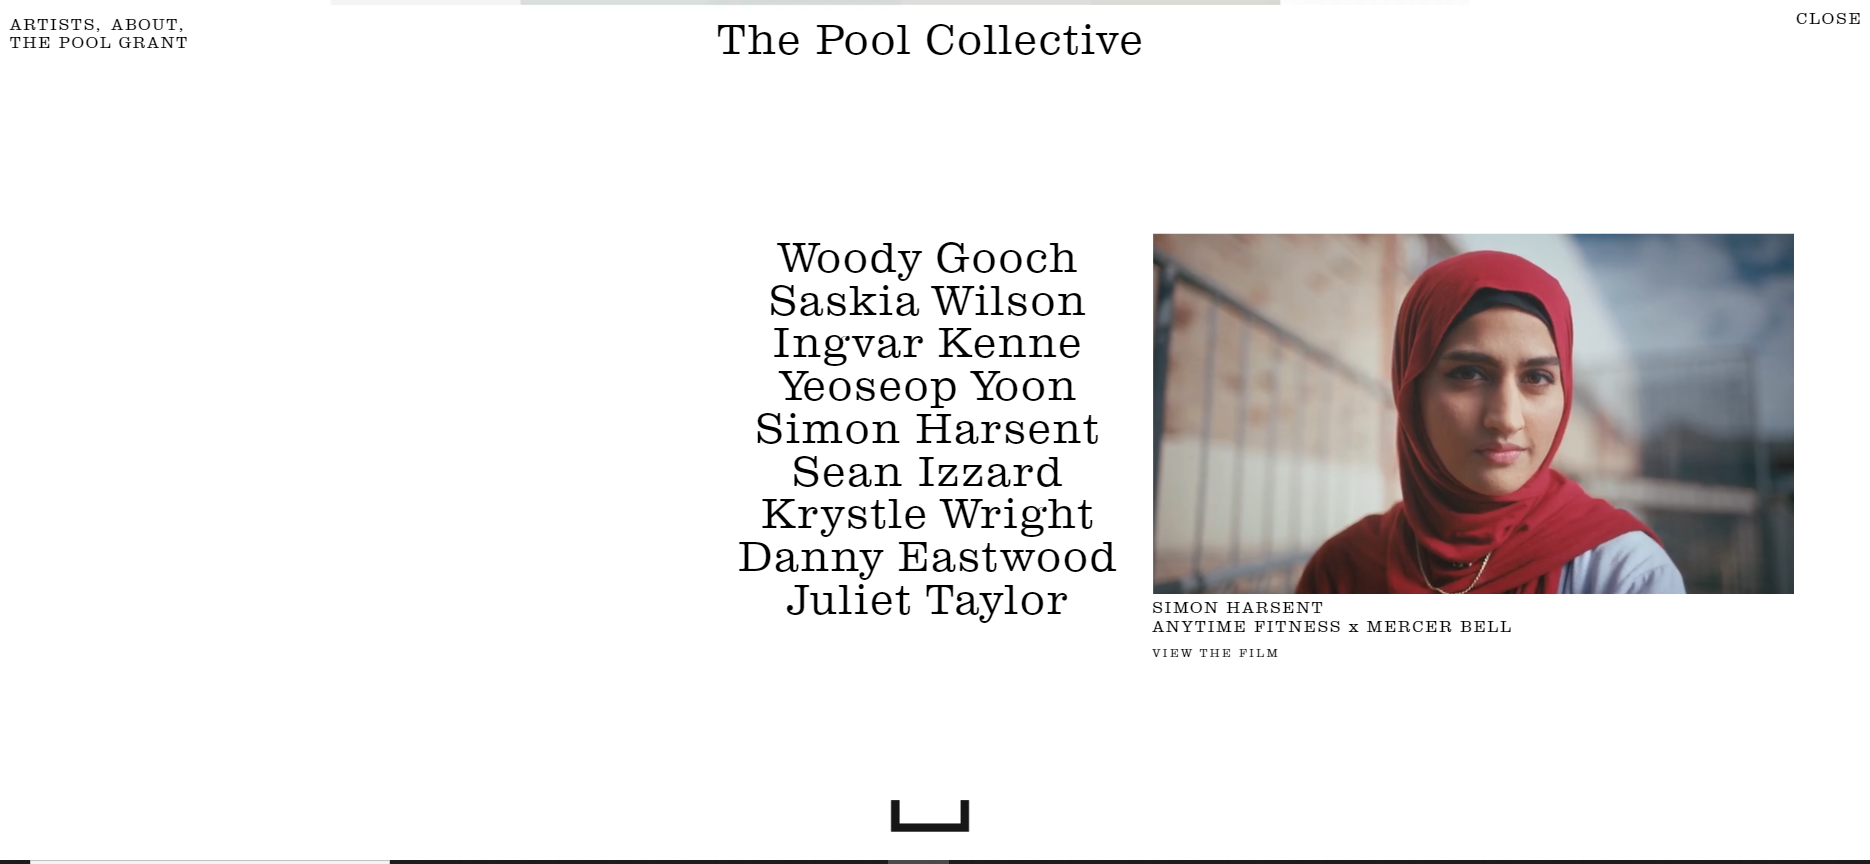 ARTISTS, ABOUT,
THE POOL GRANT
The Pool Collective
CLOSE
Woody Gooch
Saskia Wilson
Ingvar Kenne
Yeoseop Yoon
Simon Harsent
Sean Izzard
Krystle Wright
Danny Eastwood
Juliet Taylor
SIMON HARSENT
ANYTIME FITNESS x MERCER BELL
VIEW THE FILM